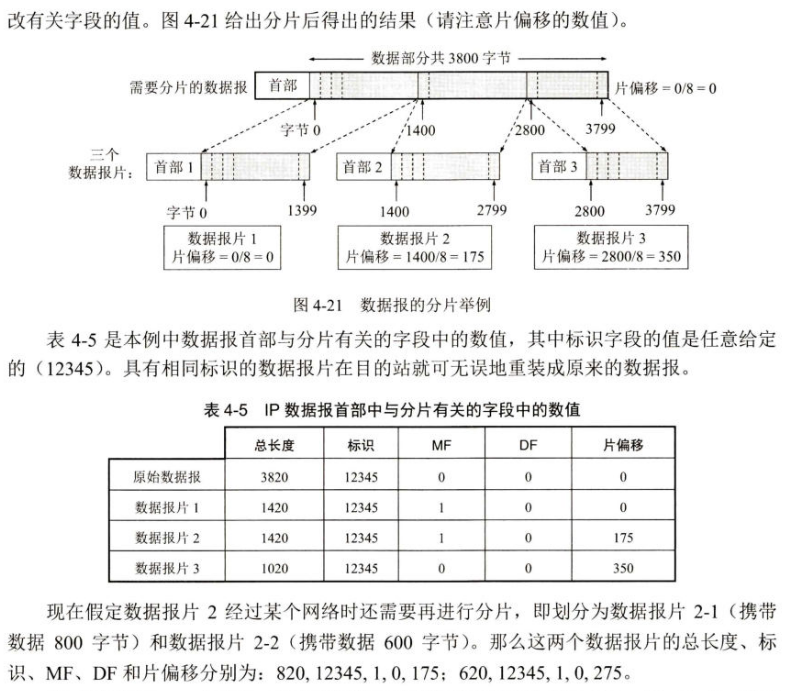 改有关字段的值。图 4-21 给出分片后得出的结果（请注意片偏移的数值）。
数据部分共 3800 字节
需要分片的数据报 首部 片偏移 = 0/8 = 0
字节 0 1400 2800 3799
三个
数据报片： 首部 1 首部 2 首部 3
字节 0 1399 1400 2799 2800 3799
数据报片 1 数据报片 2 数据报片 3
片偏移 = 0/8 = 0 片偏移 = 1400/8 = 175 片偏移 = 2800/8 = 350
图 4-21 数据报的分片举例
表 4-5 是本例中数据报首部与分片有关的字段中的数值，其中标识字段的值是任意给定
的（12345）。具有相同标识的数据报片在目的站就可无误地重装成原来的数据报。
表 4-5 IP 数据报首部中与分片有关的字段中的数值
总长度 标识 MF DF 片偏移
原始数据报 3820 12345 0 0 0
数据报片 1 1420 12345 1 0 0
数据报片 2 1420 12345 1 0 175
数据报片 3 1020 12345 0 0 350
现在假定数据报片 2 经过某个网络时还需要再进行分片，即划分为数据报片 2-1（携带
数据 800 字节）和数据报片 2-2（携带数据 600 字节）。那么这两个数据报片的总长度、标
识、MF、DF 和片偏移分别为：820, 12345, 1, 0, 175；620, 12345, 1, 0, 275。